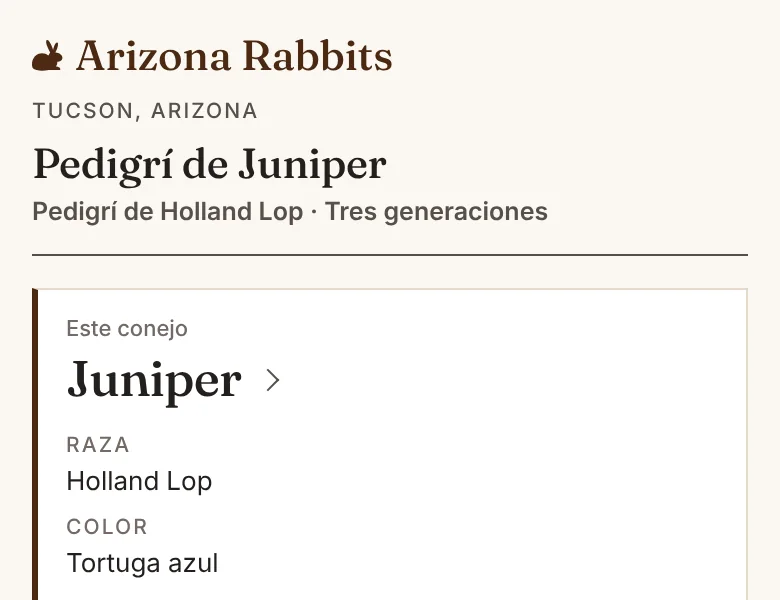 Arizona Rabbits
TUCSON, ARIZONA
Pedigrí de Juniper
Pedigrí de Holland Lop · Tres generaciones
Este conejo
Juniper
RAZA
Holland Lop
COLOR
Tortuga azul